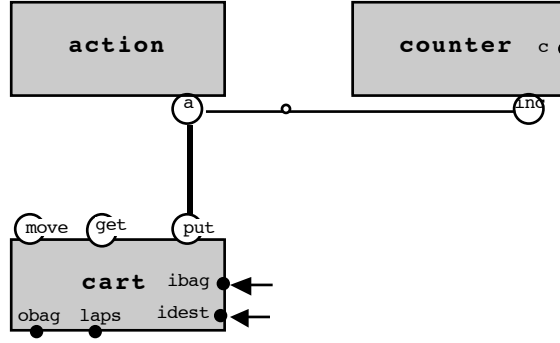 action
counter c
a
inc
move get put
cart ibag
obag laps idest